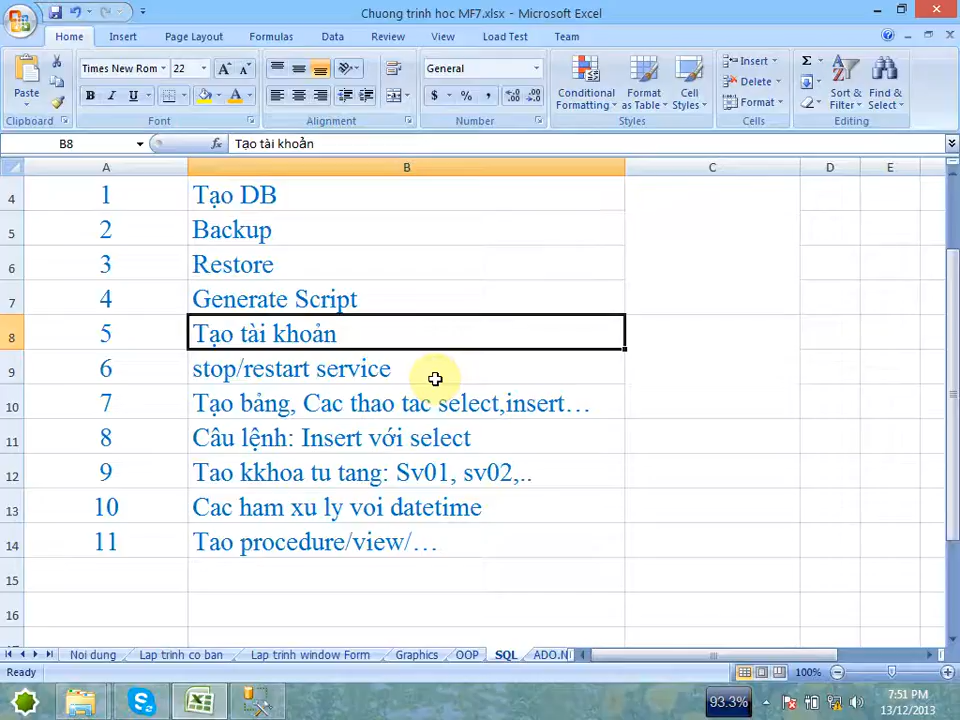 Chuong trinh hoc MF7.xlsx - Microsoft Excel
Home Insert Page Layout Formulas Data Review View Load Test Team
Paste
Times New Rom 22 A A
B I U A
General
$ % ,
Conditional Formatting
Format as Table
Cell Styles
Insert
Delete
Format
Σ
Sort & Filter
Find & Select
Clipboard Font Alignment Number Styles Cells Editing
B8 fx Tạo tài khoản
A B C D E
4 1 Tạo DB
5 2 Backup
6 3 Restore
7 4 Generate Script
8 5 Tạo tài khoản
9 6 stop/restart service
10 7 Tạo bảng, Cac thao tac select,insert…
11 8 Câu lệnh: Insert với select
12 9 Tao kkhoa tu tang: Sv01, sv02,..
13 10 Cac ham xu ly voi datetime
14 11 Tao procedure/view/…
15
16
Noi dung Lap trinh co ban Lap trinh window Form Graphics OOP SQL ADO.N
Ready 100%
93.3% 7:51 PM
13/12/2013